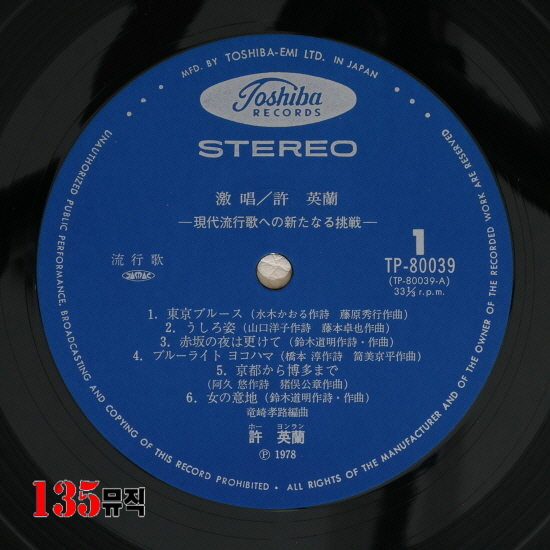 MFD. BY TOSHIBA-EMI LTD. IN JAPAN
Toshiba
RECORDS
STEREO
激 唱／許 英蘭
—現代流行歌への新たなる挑戦—
流行歌
JASRAC
1
TP-80039
(TP-80039-A)
33⅓ r.p.m.
1. 東京ブルース (水木かおる作詩 藤原秀行作曲)
2. うしろ姿 (山口洋子作詩 藤本卓也作曲)
3. 赤坂の夜は更けて (鈴木道明作詩・作曲)
4. ブルーライト ヨコハマ (橋本 淳作詩 筒美京平作曲)
5. 京都から博多まで
(阿久 悠作詩 猪俣公章作曲)
6. 女の意地 (鈴木道明作詩・作曲)
竜崎孝路編曲
ホー ヨンラン
許 英蘭
Ⓟ 1978
UNAUTHORIZED PUBLIC PERFORMANCE, BROADCASTING AND COPYING OF THIS RECORD PROHIBITED • ALL RIGHTS OF THE MANUFACTURER AND OF THE OWNER OF THE RECORDED WORK ARE RESERVED
135뮤직